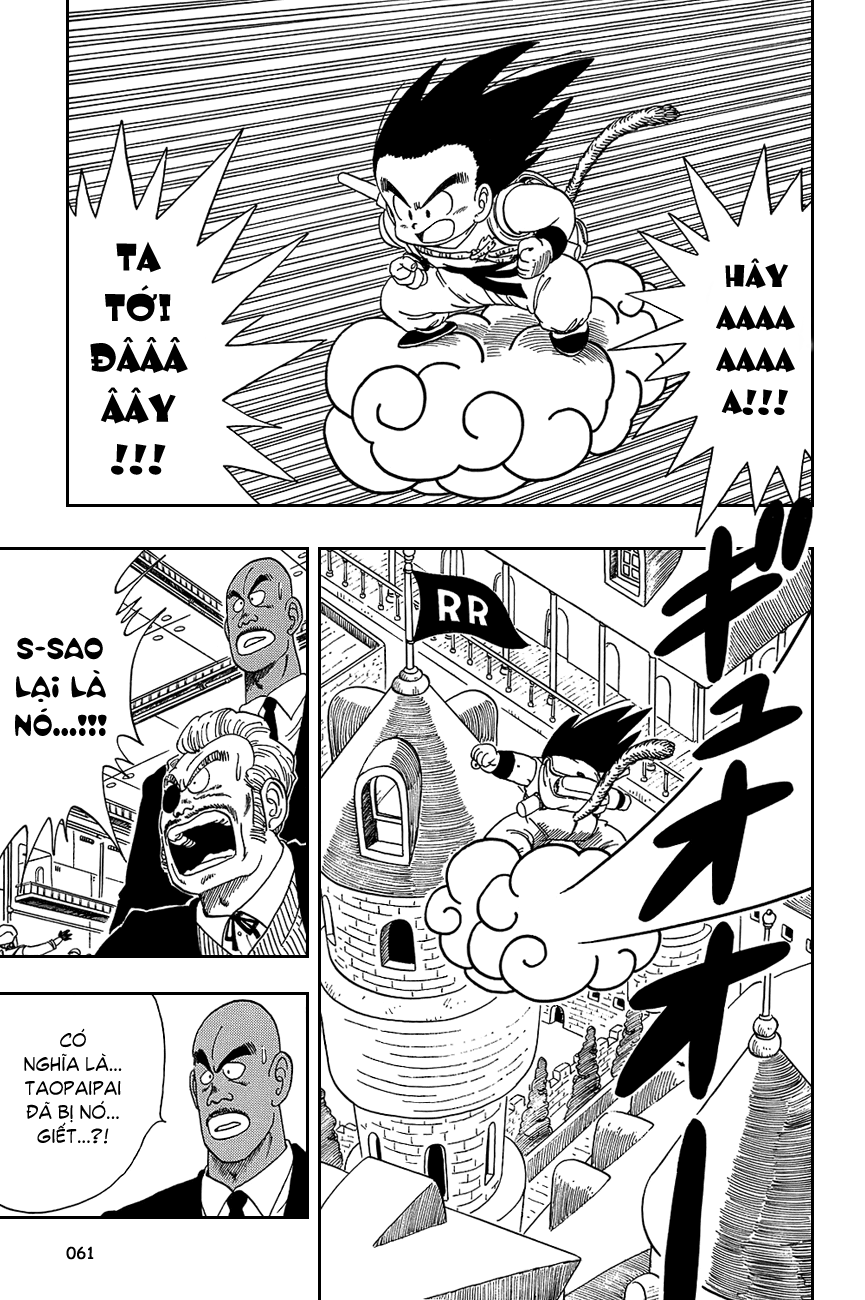 HÂY
AAAA
AAAA
A!!!
TA
TỚI
ĐÂÂÂ
ÂÂY
!!!
RR
ギュオオーー!
S-SAO
LẠI LÀ
NÓ...!!!
CÓ
NGHĨA LÀ...
TAOPAIPAI
ĐÃ BỊ NÓ...
GIẾT...?!
061